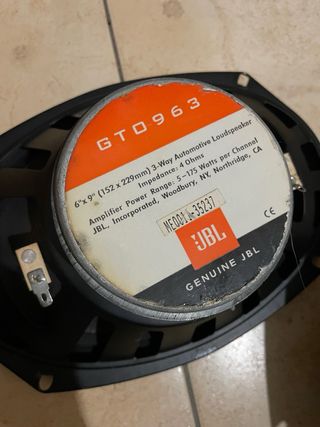 GTO963
6"x 9" (152 x 229mm) 3-Way Automotive Loudspeaker
Impedance: 4 Ohms
Amplifier Power Range: 5-175 Watts per Channel
JBL, Incorporated, Woodbury, NY, Northridge, CA
JBL
CE
GENUINE JBL